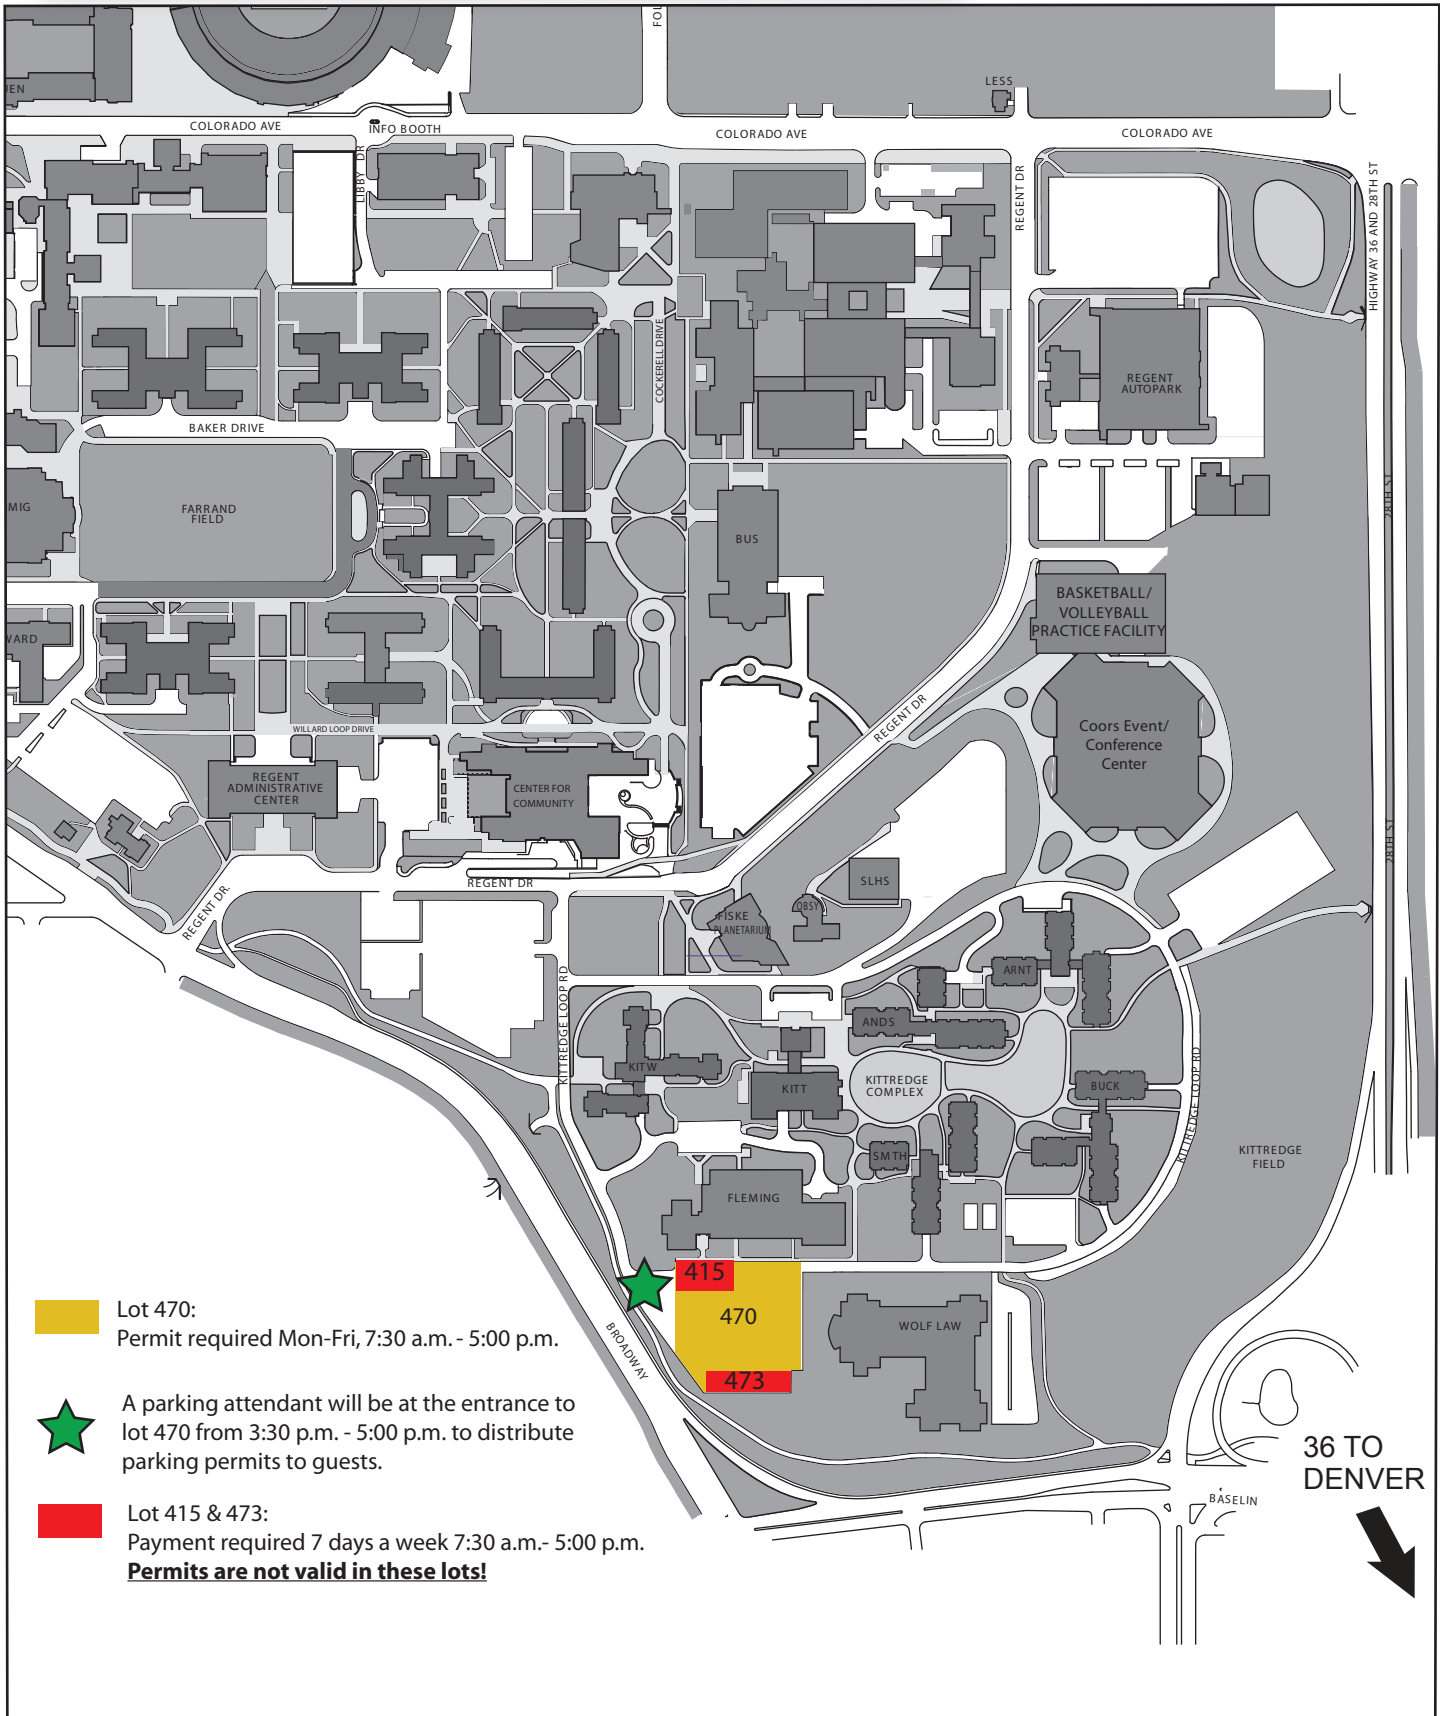 FOL
LESS
UEN
COLORADO AVE
INFO BOOTH
COLORADO AVE
COLORADO AVE
LIBBY DR
REGENT DR
HIGHWAY 36 AND 28TH ST
COCKERELL DRIVE
REGENT
AUTOPARK
BAKER DRIVE
MIG
FARRAND
FIELD
28TH ST
BUS
BASKETBALL/
VOLLEYBALL
PRACTICE FACILITY
WARD
WILLARD LOOP DRIVE
REGENT DR
Coors Event/
Conference
Center
REGENT
ADMINISTRATIVE
CENTER
CENTER FOR
COMMUNITY
28TH ST
REGENT DR
SLHS
REGENT DR.
OBSY
FISKE
PLANETARIUM
KITTREDGE LOOP RD
ARNT
ANDS
KITW
KITT
KITTREDGE
COMPLEX
BUCK
KITTREDGE LOOP RD
SMTH
KITTREDGE
FIELD
FLEMING
415
470
WOLF LAW
473
BROADWAY
Lot 470:
Permit required Mon-Fri, 7:30 a.m. - 5:00 p.m.
A parking attendant will be at the entrance to
lot 470 from 3:30 p.m. - 5:00 p.m. to distribute
parking permits to guests.
36 TO
DENVER
BASELIN
Lot 415 & 473:
Payment required 7 days a week 7:30 a.m.- 5:00 p.m.
Permits are not valid in these lots!